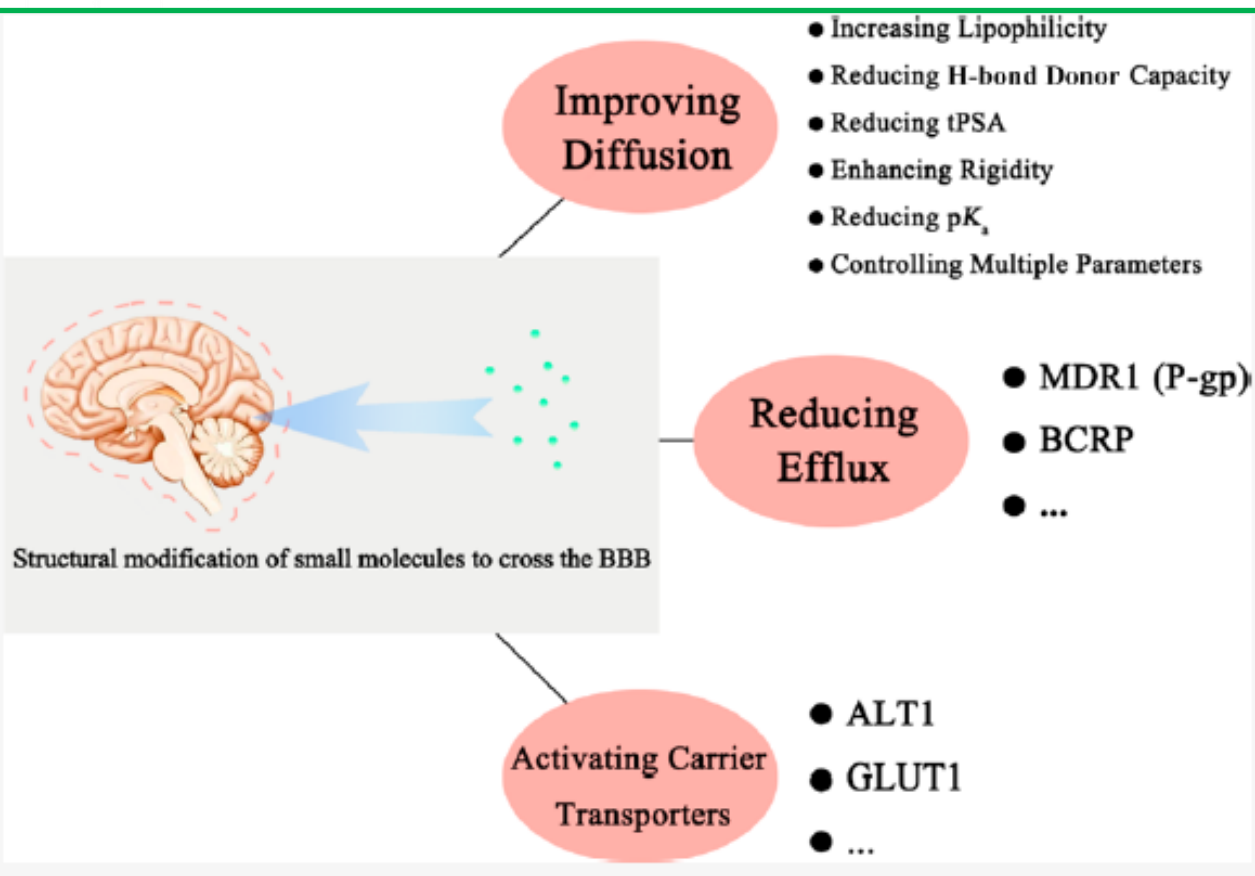 Improving
Diffusion
● Increasing Lipophilicity
● Reducing H-bond Donor Capacity
● Reducing tPSA
● Enhancing Rigidity
● Reducing pKa
● Controlling Multiple Parameters
Structural modification of small molecules to cross the BBB
Reducing
Efflux
● MDR1 (P-gp)
● BCRP
● ...
Activating Carrier
Transporters
● ALT1
● GLUT1
● ...